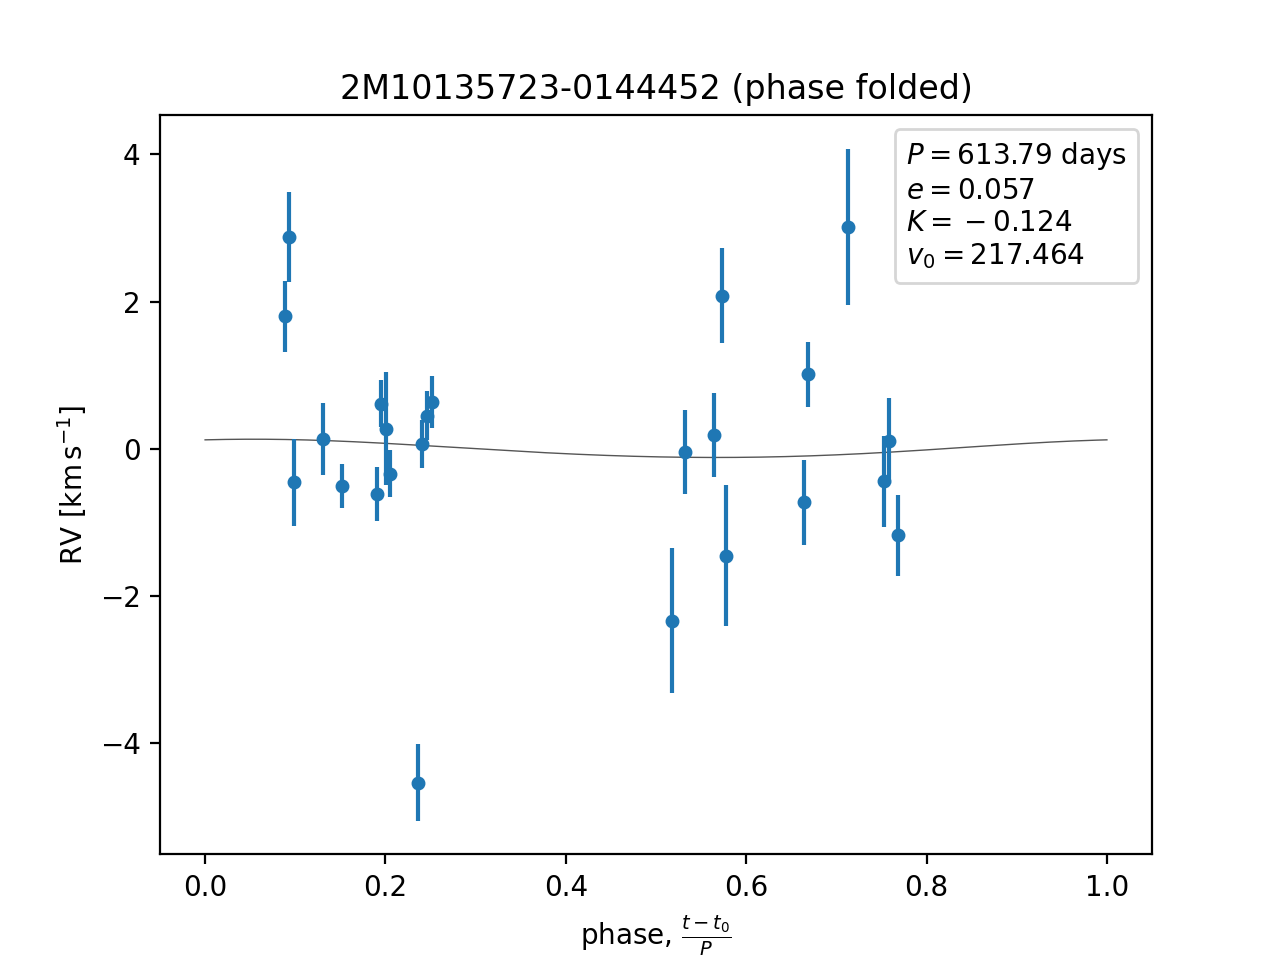 2M10135723-0144452 (phase folded)
P = 613.79 days
e = 0.057
K = −0.124
v₀ = 217.464
4
2
0
−2
−4
RV [km s⁻¹]
0.0 0.2 0.4 0.6 0.8 1.0
phase, (t − t₀)/P